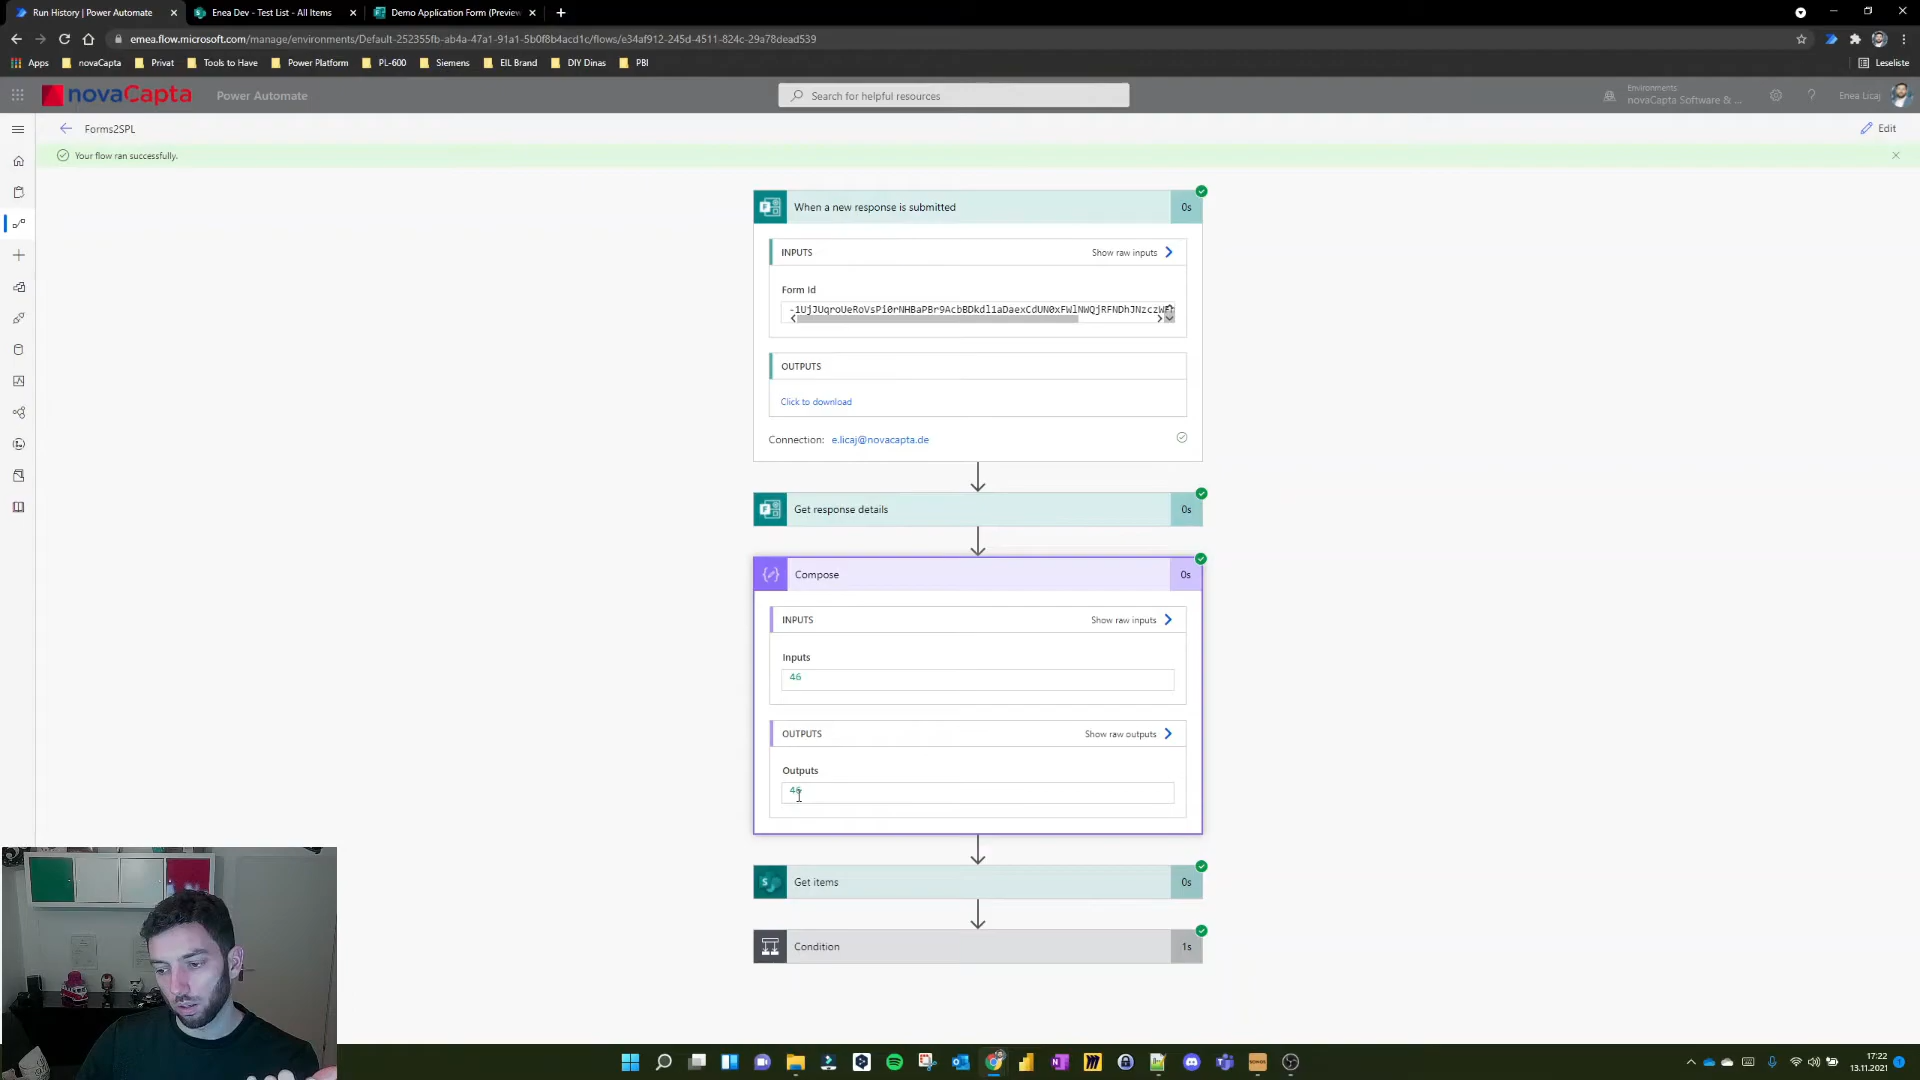 Run History | Power Automate
Enea Dev - Test List - All Items
Demo Application Form (Preview
emea.flow.microsoft.com/manage/environments/Default-252355fb-ab4a-47a1-91a1-5b0f8b4acd1c/flows/e34af912-245d-4511-824c-29a78dead539
Apps
novaCapta
Privat
Tools to Have
Power Platform
PL-600
Siemens
EIL Brand
DIY Dinas
PBI
Leseliste
novaCapta
Power Automate
Search for helpful resources
Environments
novaCapta Software & ...
Enea Licaj
Forms2SPL
Edit
Your flow ran successfully.
When a new response is submitted
0s
INPUTS
Show raw inputs
Form Id
OUTPUTS
Click to download
Connection: e.licaj@novacapta.de
Get response details
0s
Compose
0s
INPUTS
Show raw inputs
Inputs
46
OUTPUTS
Show raw outputs
Outputs
46
Get items
0s
Condition
1s
17:22
13.11.2021